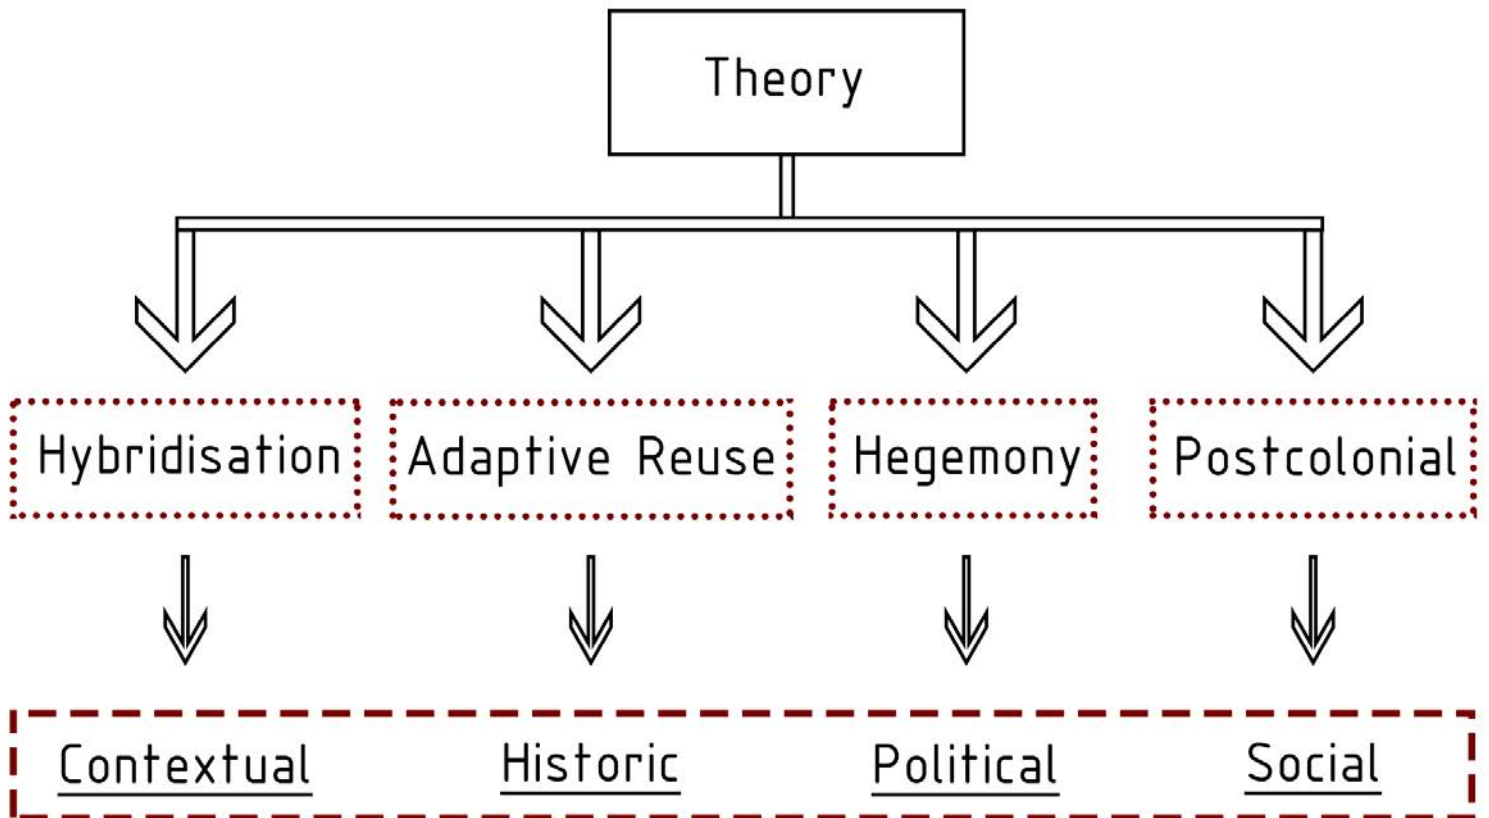 Theory
Hybridisation Adaptive Reuse Hegemony Postcolonial
Contextual Historic Political Social